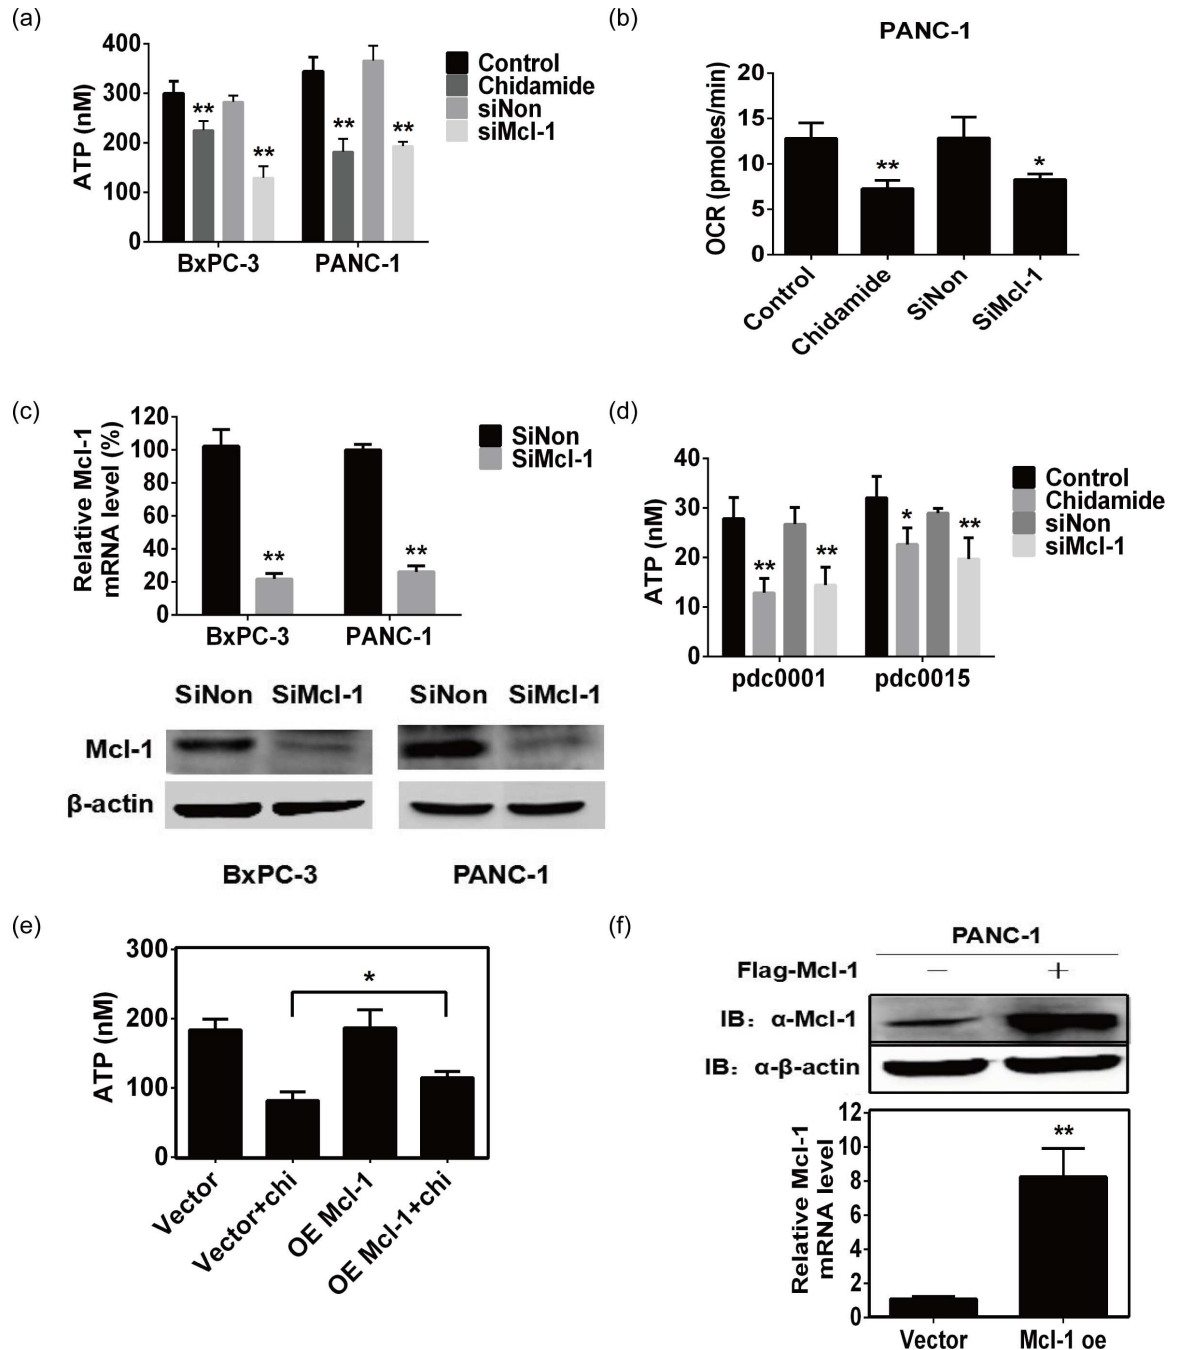 (a)
400
300
200
100
0
ATP (nM)
** ** ** **
BxPC-3 PANC-1
Control
Chidamide
siNon
siMcl-1
(b)
PANC-1
20
15
10
5
0
OCR (pmoles/min)
** *
Control Chidamide SiNon SiMcl-1
(c)
120
100
80
60
40
20
0
Relative Mcl-1
mRNA level (%)
** **
BxPC-3 PANC-1
SiNon
SiMcl-1
SiNon SiMcl-1 SiNon SiMcl-1
Mcl-1
β-actin
BxPC-3 PANC-1
(d)
40
30
20
10
0
ATP (nM)
** ** * **
pdc0001 pdc0015
Control
Chidamide
siNon
siMcl-1
(e)
300
200
100
0
ATP (nM)
*
Vector Vector+chi OE Mcl-1 OE Mcl-1+chi
(f)
PANC-1
Flag-Mcl-1 — +
IB: α-Mcl-1
IB: α-β-actin
12
10
8
6
4
2
0
Relative Mcl-1
mRNA level
**
Vector Mcl-1 oe